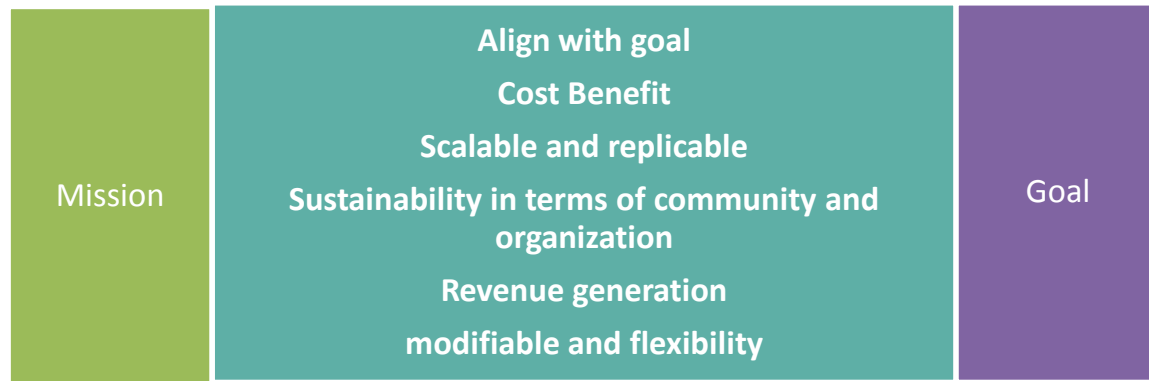 Mission
Align with goal
Cost Benefit
Scalable and replicable
Sustainability in terms of community and
organization
Revenue generation
modifiable and flexibility
Goal